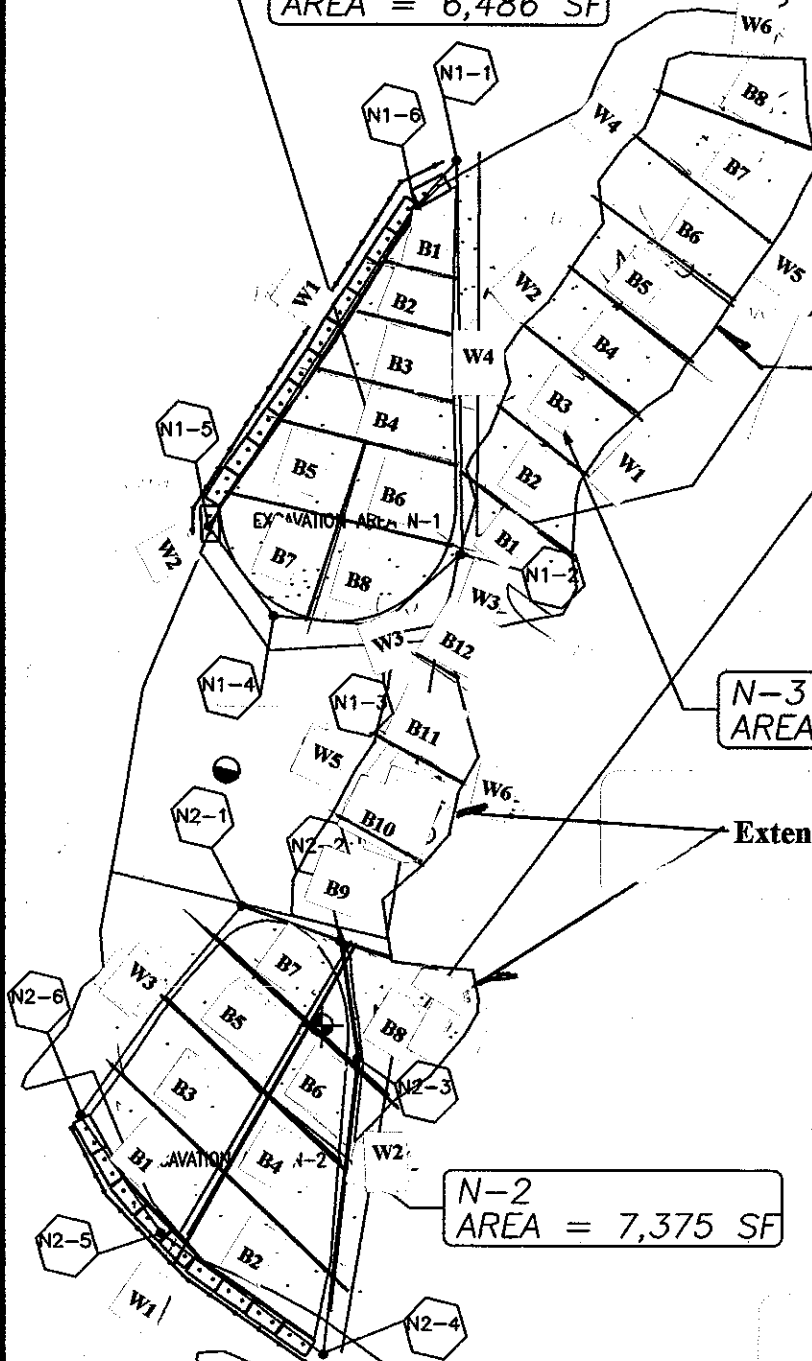 AREA = 6,486 SF
W6
N1-1
B8
N1-6
W4
B7
B6
B1
W5
W1
B2
W2
B5
W4
B3
B4
B4
B3
N1-5
B5
B6
B2
W1
EXCAVATION AREA N-1
B1
W2
B7
B8
N1-2
W3
W3
B12
N1-4
N1-3
N-3
AREA
B11
W5
W6
N2-1
B10
Exten
N2-2
B9
B7
W3
N2-6
B5
B8
B3
B6
N2-3
B1
AVATION
B4
-2
W2
N-2
AREA = 7,375 SF
N2-5
B2
W1
N2-4